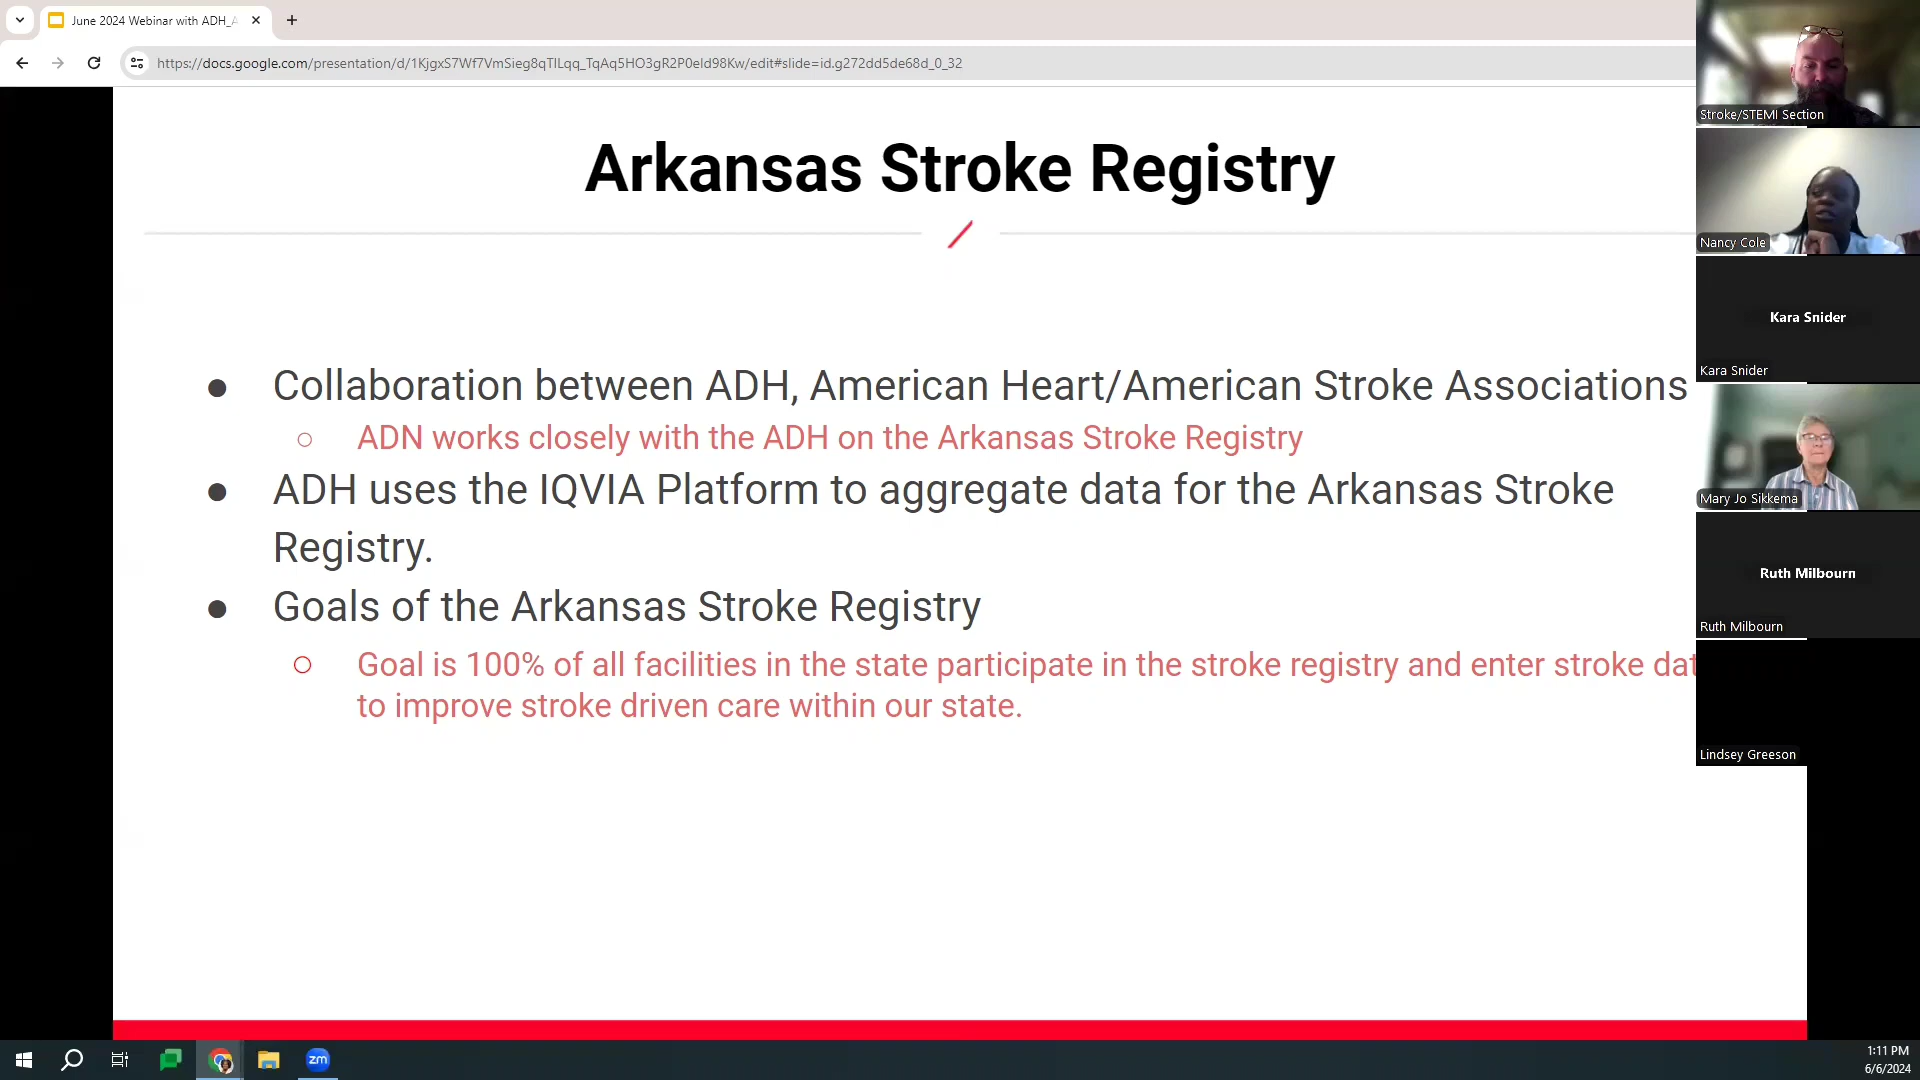 June 2024 Webinar with ADH_A
https://docs.google.com/presentation/d/1KjgxS7Wf7VmSieg8qTlLqq_TqAq5HO3gR2P0eld98Kw/edit#slide=id.g272dd5de68d_0_32
Arkansas Stroke Registry
● Collaboration between ADH, American Heart/American Stroke Associations
○ ADN works closely with the ADH on the Arkansas Stroke Registry
● ADH uses the IQVIA Platform to aggregate data for the Arkansas Stroke
Registry.
● Goals of the Arkansas Stroke Registry
○ Goal is 100% of all facilities in the state participate in the stroke registry and enter stroke dat
to improve stroke driven care within our state.
Stroke/STEMI Section
Nancy Cole
Kara Snider
Kara Snider
Mary Jo Sikkema
Ruth Milbourn
Ruth Milbourn
Lindsey Greeson
zm
1:11 PM
6/6/2024